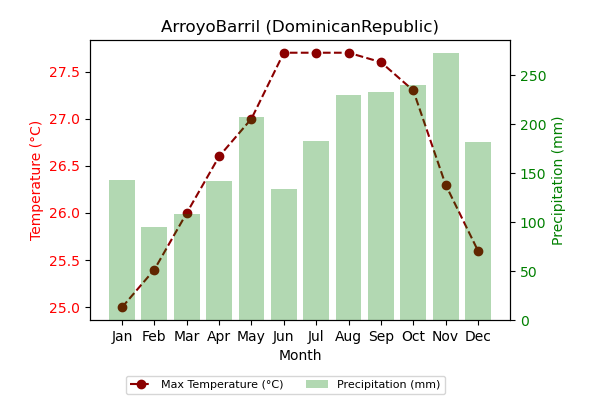 ArroyoBarril (DominicanRepublic)
Temperature (°C)
27.5
27.0
26.5
26.0
25.5
25.0
250
200
150
100
50
0
Precipitation (mm)
Jan Feb Mar Apr May Jun Jul Aug Sep Oct Nov Dec
Month
Max Temperature (°C) Precipitation (mm)